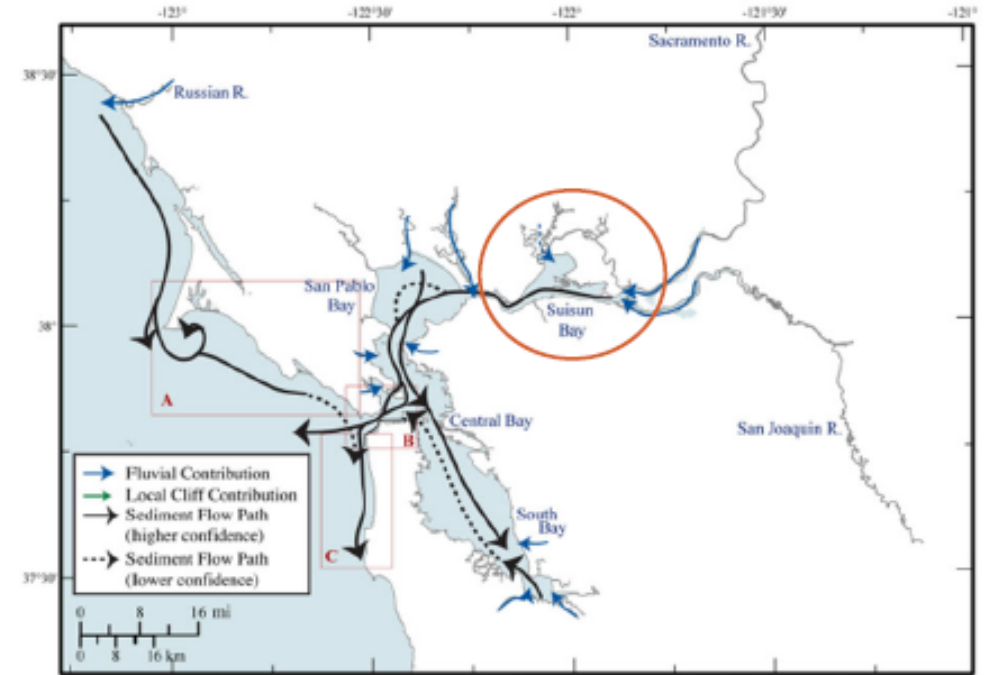 -123°
-122°30'
-122°
-121°30'
-121°
38°30'
38°
37°30'
Sacramento R.
Russian R.
San Pablo
Bay
Suisun
Bay
A
Central Bay
B
San Joaquin R.
South
Bay
C
Fluvial Contribution
Local Cliff Contribution
Sediment Flow Path
(higher confidence)
Sediment Flow Path
(lower confidence)
0 8 16 mi
0 8 16 km